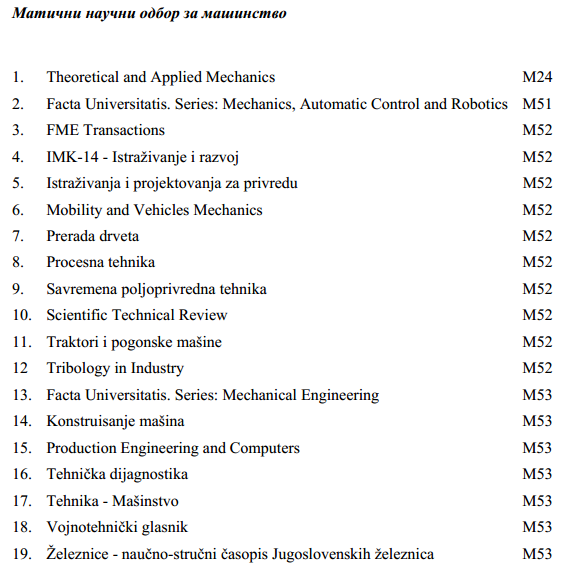 Матични научни одбор за машинство
1. Theoretical and Applied Mechanics M24
2. Facta Universitatis. Series: Mechanics, Automatic Control and Robotics M51
3. FME Transactions M52
4. IMK-14 - Istraživanje i razvoj M52
5. Istraživanja i projektovanja za privredu M52
6. Mobility and Vehicles Mechanics M52
7. Prerada drveta M52
8. Procesna tehnika M52
9. Savremena poljoprivredna tehnika M52
10. Scientific Technical Review M52
11. Traktori i pogonske mašine M52
12 Tribology in Industry M52
13. Facta Universitatis. Series: Mechanical Engineering M53
14. Konstruisanje mašina M53
15. Production Engineering and Computers M53
16. Tehnička dijagnostika M53
17. Tehnika - Mašinstvo M53
18. Vojnotehnički glasnik M53
19. Železnice - naučno-stručni časopis Jugoslovenskih železnica M53